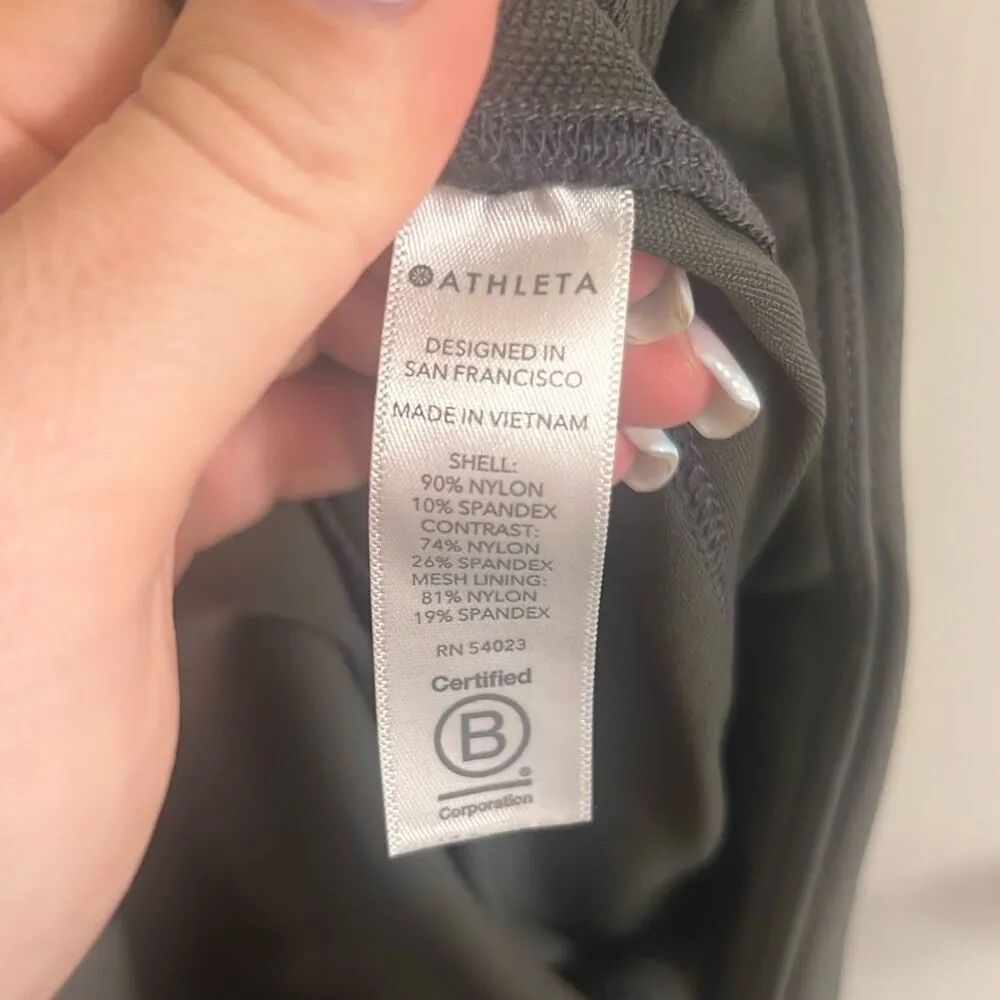 ATHLETA
DESIGNED IN
SAN FRANCISCO
MADE IN VIETNAM
SHELL:
90% NYLON
10% SPANDEX
CONTRAST:
74% NYLON
26% SPANDEX
MESH LINING:
81% NYLON
19% SPANDEX
RN 54023
Certified
B
®
Corporation